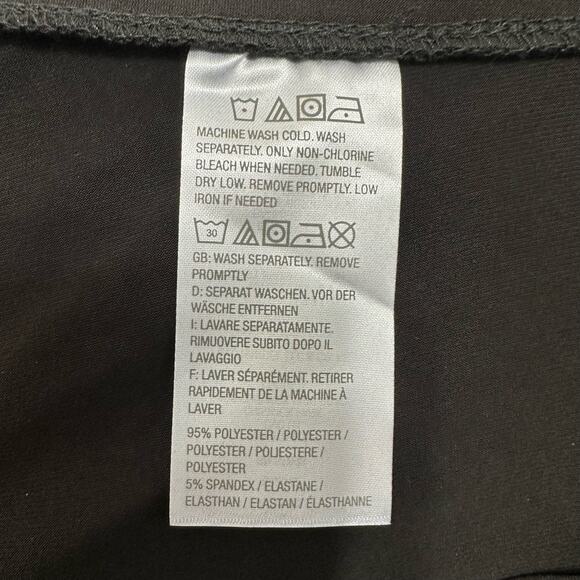 MACHINE WASH COLD. WASH
SEPARATELY. ONLY NON-CHLORINE
BLEACH WHEN NEEDED. TUMBLE
DRY LOW. REMOVE PROMPTLY. LOW
IRON IF NEEDED
30
GB: WASH SEPARATELY. REMOVE
PROMPTLY
D: SEPARAT WASCHEN. VOR DER
WÄSCHE ENTFERNEN
I: LAVARE SEPARATAMENTE.
RIMUOVERE SUBITO DOPO IL
LAVAGGIO
F: LAVER SÉPARÉMENT. RETIRER
RAPIDEMENT DE LA MACHINE À
LAVER
95% POLYESTER / POLYESTER /
POLYESTER / POLIESTERE /
POLYESTER
5% SPANDEX / ELASTANE /
ELASTHAN / ELASTAN / ÉLASTHANNE